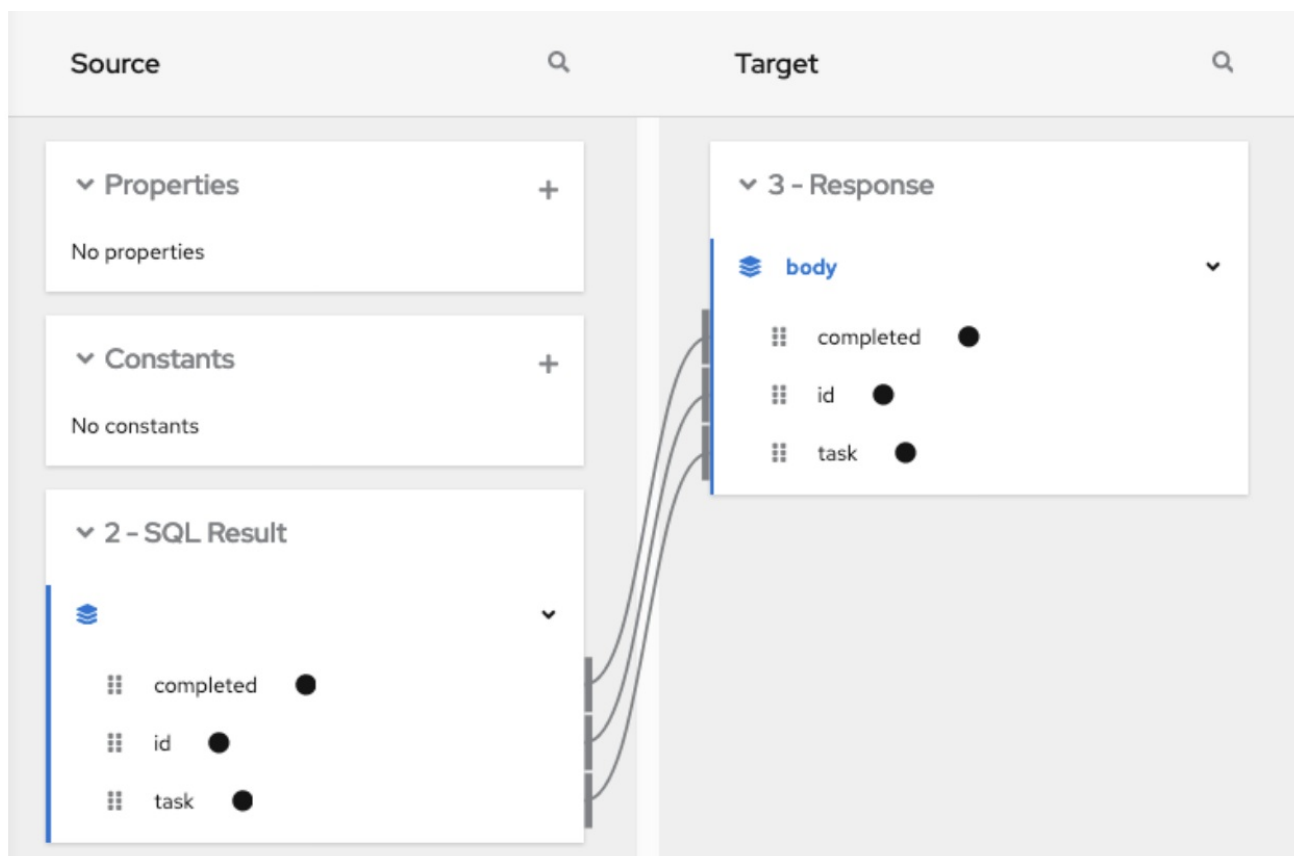 Source
Properties
No properties
Constants
No constants
2 - SQL Result
completed
id
task
Target
3 - Response
body
completed
id
task